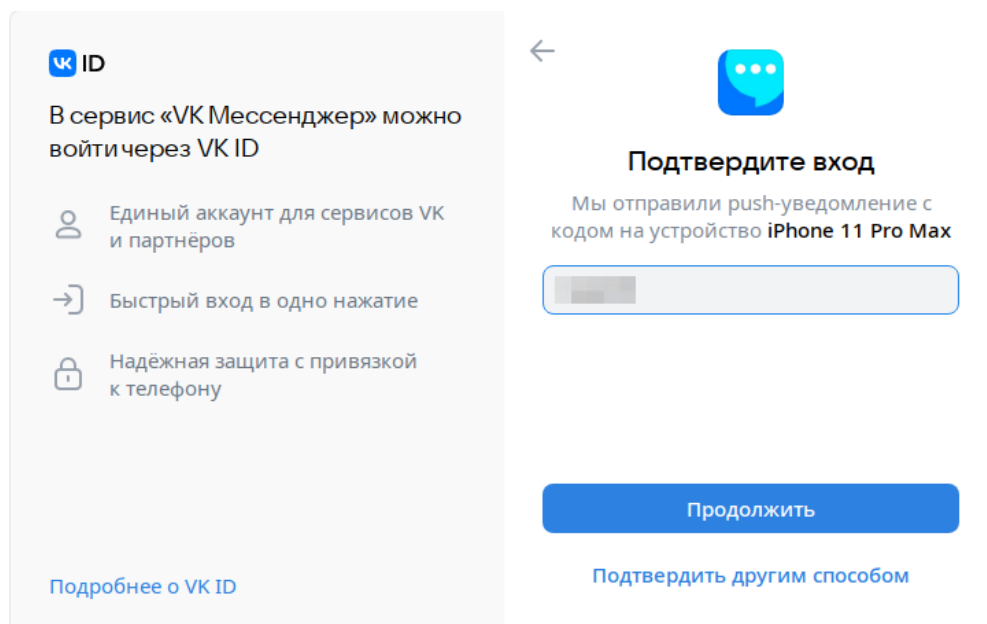 VK ID
В сервис «VK Мессенджер» можно
войти через VK ID
Единый аккаунт для сервисов VK
и партнёров
Быстрый вход в одно нажатие
Надёжная защита с привязкой
к телефону
Подробнее о VK ID
Подтвердите вход
Мы отправили push-уведомление с
кодом на устройство iPhone 11 Pro Max
Продолжить
Подтвердить другим способом